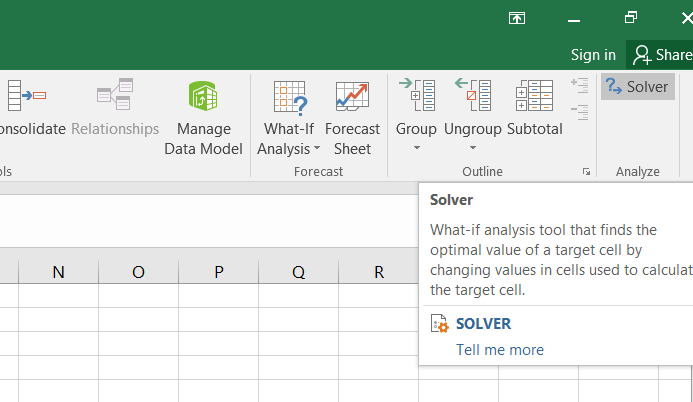 Sign in Share
onsolidate Relationships Manage Data Model What-If Analysis Forecast Sheet Group Ungroup Subtotal Solver
ols Forecast Outline Analyze
Solver
What-if analysis tool that finds the
optimal value of a target cell by
changing values in cells used to calculat
the target cell.
SOLVER
Tell me more
N O P Q R